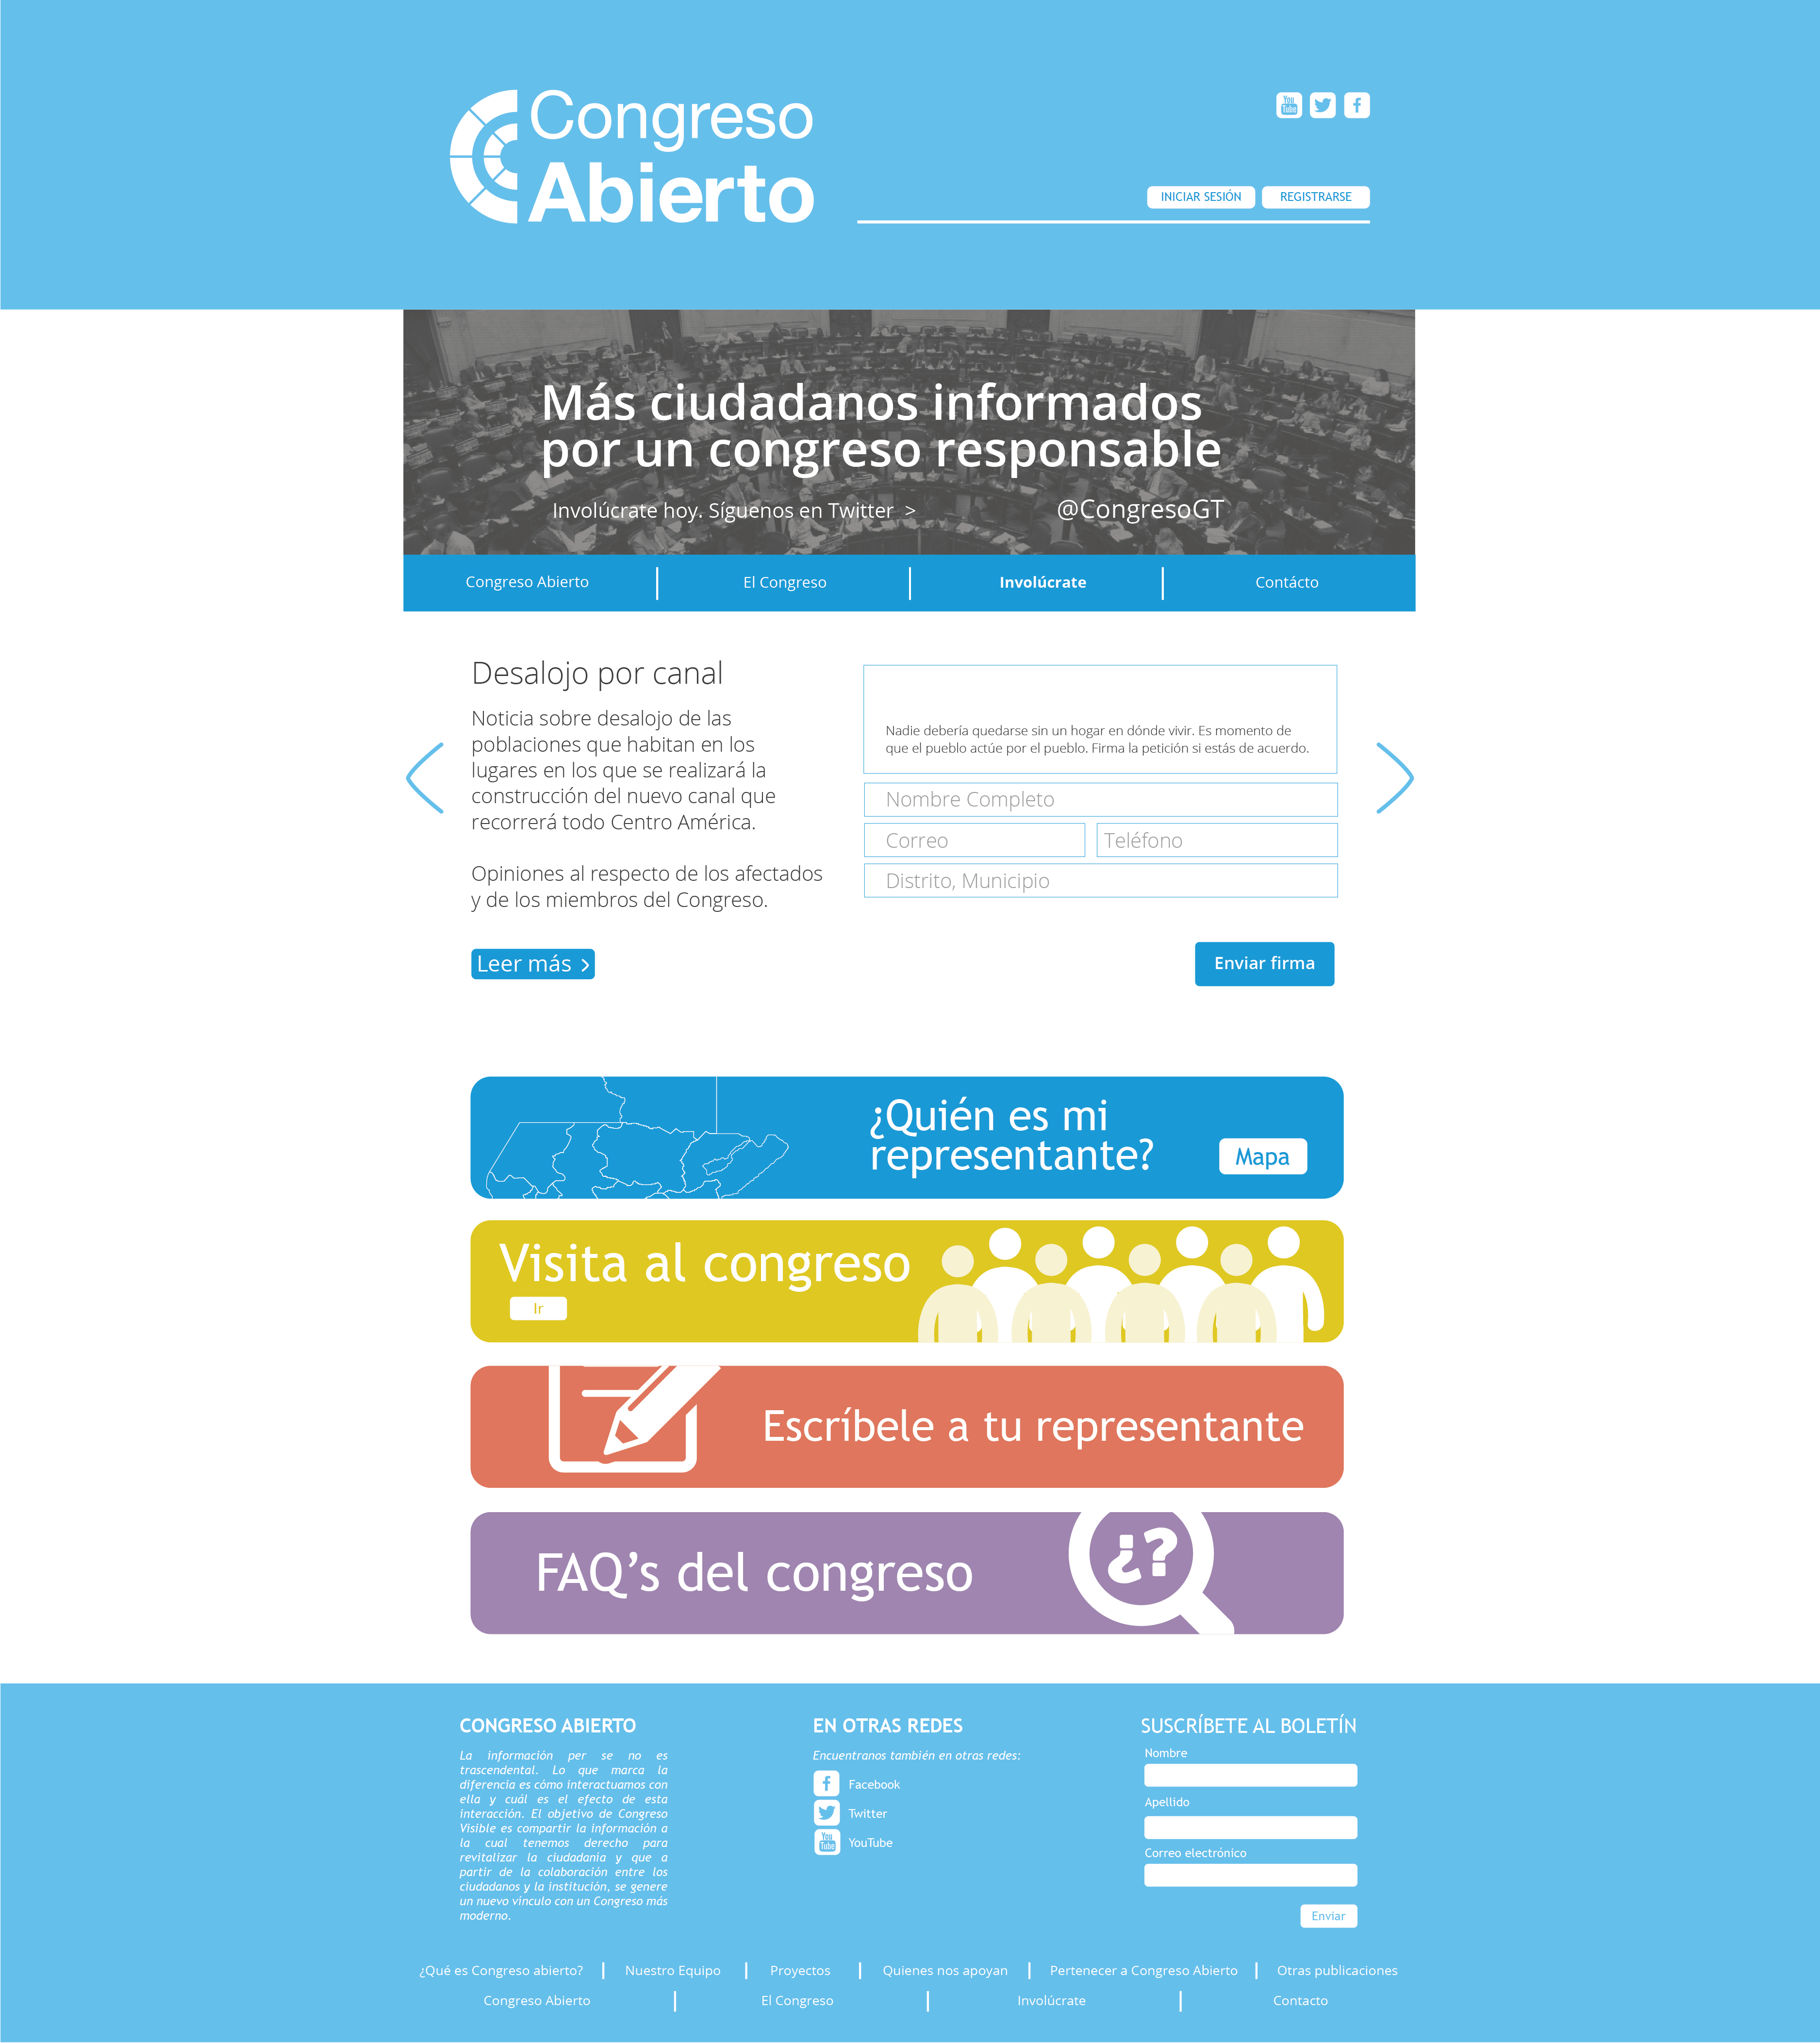 Congreso
Abierto
You
Tube
INICIAR SESIÓN
REGISTRARSE
Más ciudadanos informados
por un congreso responsable
Involúcrate hoy. Síguenos en Twitter >
@CongresoGT
Congreso Abierto
El Congreso
Involúcrate
Contácto
Desalojo por canal
Noticia sobre desalojo de las
poblaciones que habitan en los
lugares en los que se realizará la
construcción del nuevo canal que
recorrerá todo Centro América.
Opiniones al respecto de los afectados
y de los miembros del Congreso.
Leer más >
Nadie debería quedarse sin un hogar en dónde vivir. Es momento de
que el pueblo actúe por el pueblo. Firma la petición si estás de acuerdo.
Nombre Completo
Correo
Teléfono
Distrito, Municipio
Enviar firma
¿Quién es mi
representante?
Mapa
Visita al congreso
Ir
Escríbele a tu representante
FAQ’s del congreso
¿?
CONGRESO ABIERTO
La información per se no es
trascendental. Lo que marca la
diferencia es cómo interactuamos con
ella y cuál es el efecto de esta
interacción. El objetivo de Congreso
Visible es compartir la información a
la cual tenemos derecho para
revitalizar la ciudadania y que a
partir de la colaboración entre los
ciudadanos y la institución, se genere
un nuevo vínculo con un Congreso más
moderno.
EN OTRAS REDES
Encuentranos también en otras redes:
Facebook
Twitter
You
Tube
YouTube
SUSCRÍBETE AL BOLETÍN
Nombre
Apellido
Correo electrónico
Enviar
¿Qué es Congreso abierto?
Nuestro Equipo
Proyectos
Quienes nos apoyan
Pertenecer a Congreso Abierto
Otras publicaciones
Congreso Abierto
El Congreso
Involúcrate
Contacto